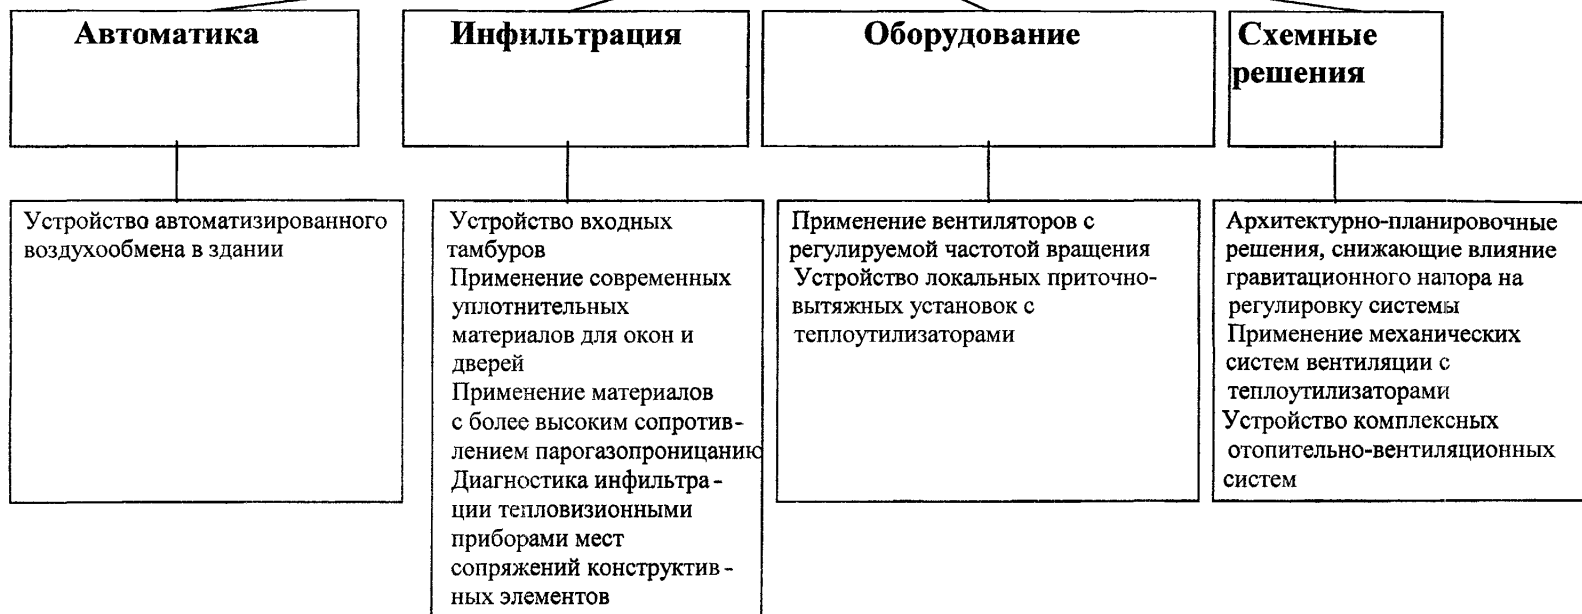 Автоматика
Инфильтрация
Оборудование
Схемные
решения
Устройство автоматизированного
воздухообмена в здании
Устройство входных
тамбуров
Применение современных
уплотнительных
материалов для окон и
дверей
Применение материалов
с более высоким сопротив-
лением парогазопроницанию
Диагностика инфильтра-
ции тепловизионными
приборами мест
сопряжений конструктив-
ных элементов
Применение вентиляторов с
регулируемой частотой вращения
Устройство локальных приточно-
вытяжных установок с
теплоутилизаторами
Архитектурно-планировочные
решения, снижающие влияние
гравитационного напора на
регулировку системы
Применение механических
систем вентиляции с
теплоутилизаторами
Устройство комплексных
отопительно-вентиляционных
систем